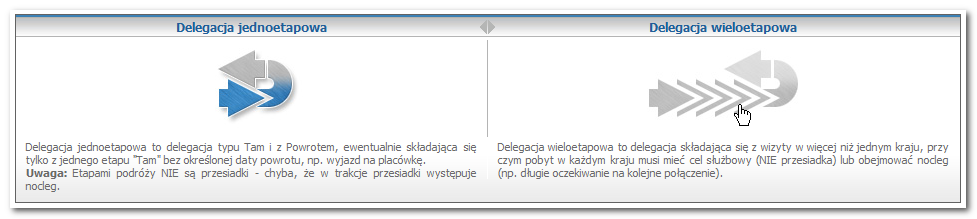 Delegacja jednoetapowa
Delegacja wieloetapowa
Delegacja jednoetapowa to delegacja typu Tam i z Powrotem, ewentualnie składająca się
tylko z jednego etapu "Tam" bez określonej daty powrotu, np. wyjazd na placówkę.
Uwaga: Etapami podróży NIE są przesiadki - chyba, że w trakcje przesiadki występuje
nocleg.
Delegacja wieloetapowa to delegacja składająca się z wizyty w więcej niż jednym kraju, przy
czym pobyt w każdym kraju musi mieć cel służbowy (NIE przesiadka) lub obejmować nocleg
(np. długie oczekiwanie na kolejne połączenie).